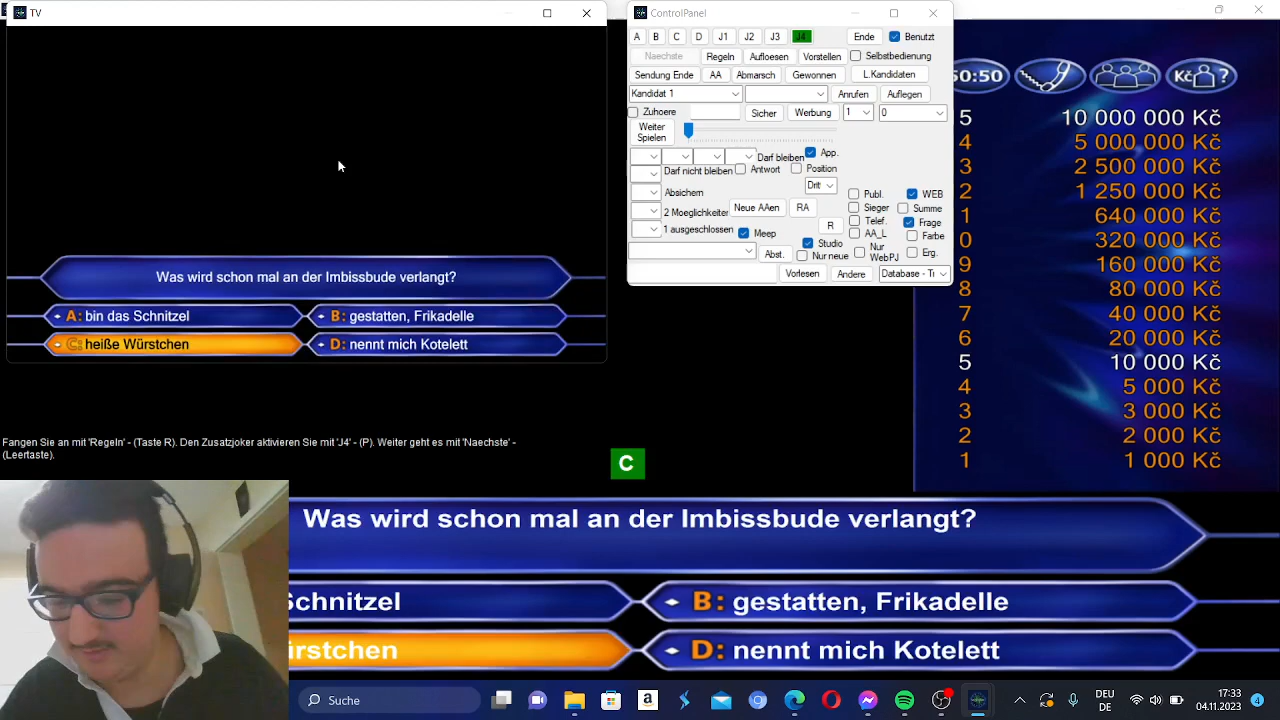 TV
Was wird schon mal an der Imbissbude verlangt?
A: bin das Schnitzel
B: gestatten, Frikadelle
C: heiße Würstchen
D: nennt mich Kotelett
Fangen Sie an mit 'Regeln' - (Taste R). Den Zusatzjoker aktivieren Sie mit 'J4' - (P). Weiter geht es mit 'Naechste' -
(Leertaste).
ControlPanel
A B C D J1 J2 J3 J4 Ende Benutzt
Naechste Regeln Aufloesen Vorstellen Selbstbedienung
Sendung Ende AA Abmarsch Gewonnen L.Kandidaten
Kandidat 1 Anrufen Auflegen
Zuhoere Sicher Werbung 1 0
Weiter
Spielen
Darf bleiben App.
Darf nicht bleiben Antwort Position
Absichern Dritt
2 Moeglichkeiten Neue AAen RA
1 ausgeschlossen Meep R
Publ. WEB
Sieger Summe
Telef. Frage
AA_L Farbe
Studio Nur
WebPJ Erg.
Abst. Nur neue
Vorlesen Andere Database - Tr
50:50 Kč ?
5 10 000 000 Kč
4 5 000 000 Kč
3 2 500 000 Kč
2 1 250 000 Kč
1 640 000 Kč
0 320 000 Kč
9 160 000 Kč
8 80 000 Kč
7 40 000 Kč
6 20 000 Kč
5 10 000 Kč
4 5 000 Kč
3 3 000 Kč
2 2 000 Kč
1 1 000 Kč
C
Was wird schon mal an der Imbissbude verlangt?
Schnitzel
B: gestatten, Frikadelle
ürstchen
D: nennt mich Kotelett
Suche
DEU
DE
17:33
04.11.2023
4